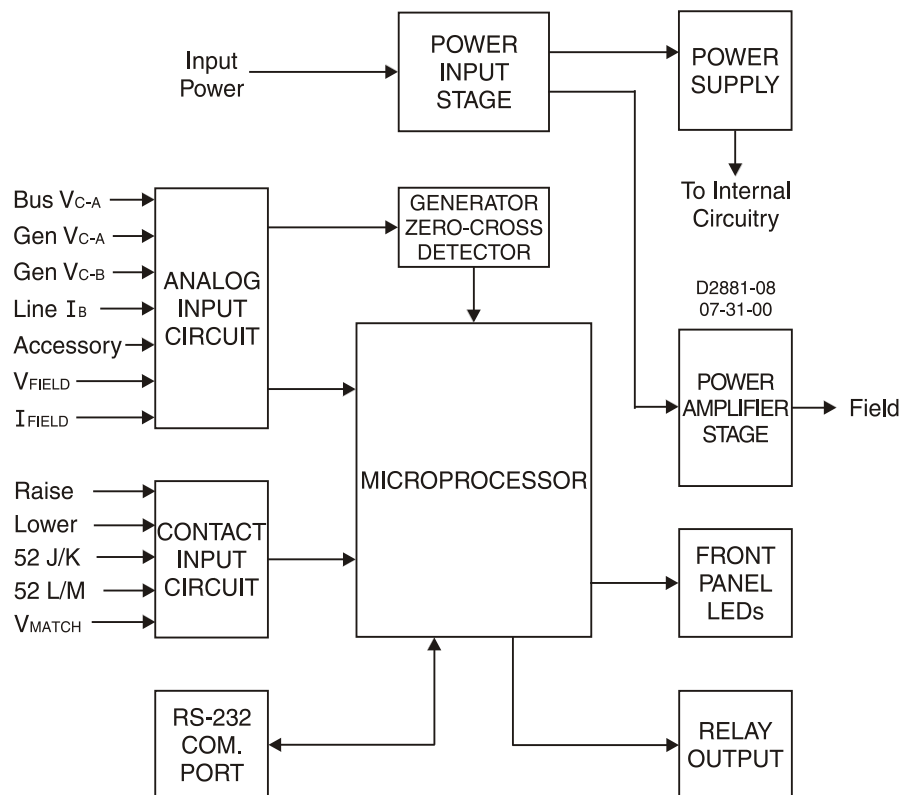 Input
Power
POWER
INPUT
STAGE
POWER
SUPPLY
To Internal
Circuitry
Bus VC-A
Gen VC-A
Gen VC-B
Line IB
Accessory
VFIELD
IFIELD
ANALOG
INPUT
CIRCUIT
GENERATOR
ZERO-CROSS
DETECTOR
D2881-08
07-31-00
POWER
AMPLIFIER
STAGE
Field
MICROPROCESSOR
Raise
Lower
52 J/K
52 L/M
VMATCH
CONTACT
INPUT
CIRCUIT
FRONT
PANEL
LEDs
RS-232
COM.
PORT
RELAY
OUTPUT